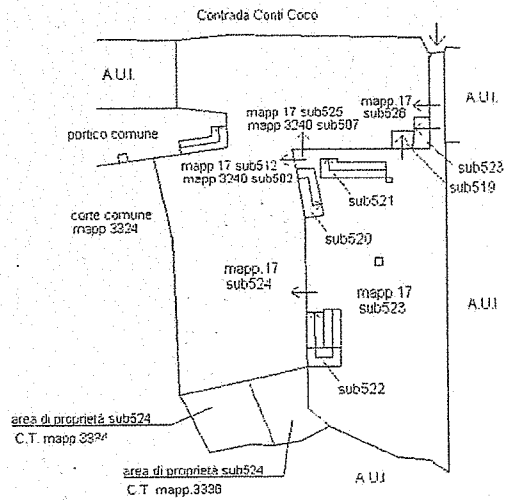 Contrada Conti Coco
A.U.I.
A.U.I.
mapp.17
sub526
mapp 17 sub525
mapp 3240 sub507
portico comune
mapp 17 sub512
mapp 3240 sub502
sub523
sub519
sub521
corte comune
mapp 3324
sub520
mapp.17
sub524
mapp 17
sub523
A.U.I
sub522
area di proprietà sub524
C.T. mapp 3324
area di proprietà sub524
C.T. mapp.3336
A.U.I